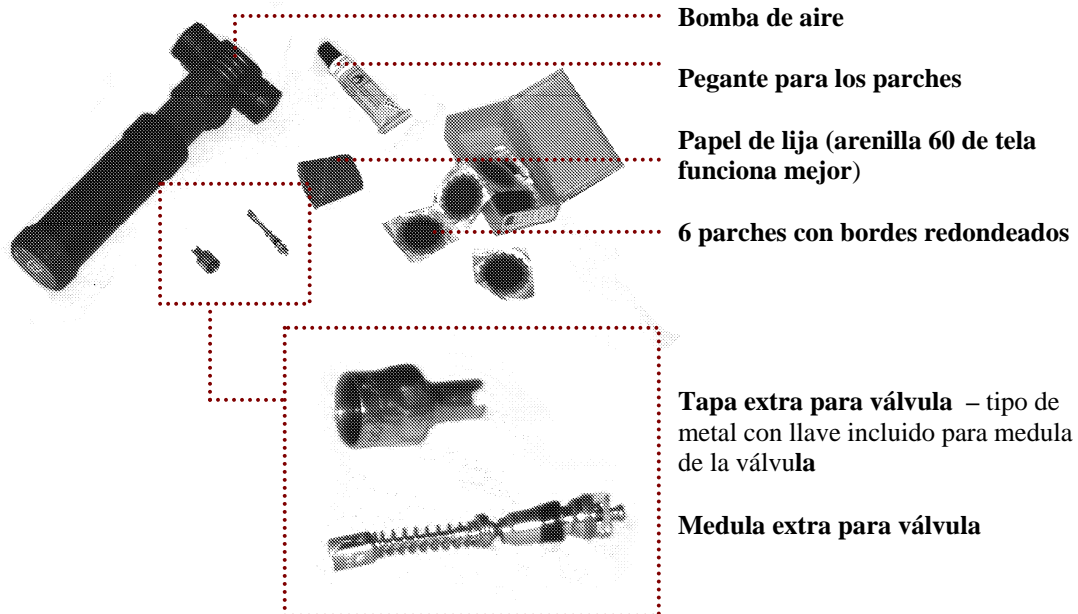 Bomba de aire
Pegante para los parches
Papel de lija (arenilla 60 de tela
funciona mejor)
6 parches con bordes redondeados
Tapa extra para válvula – tipo de
metal con llave incluido para medula
de la válvula
Medula extra para válvula